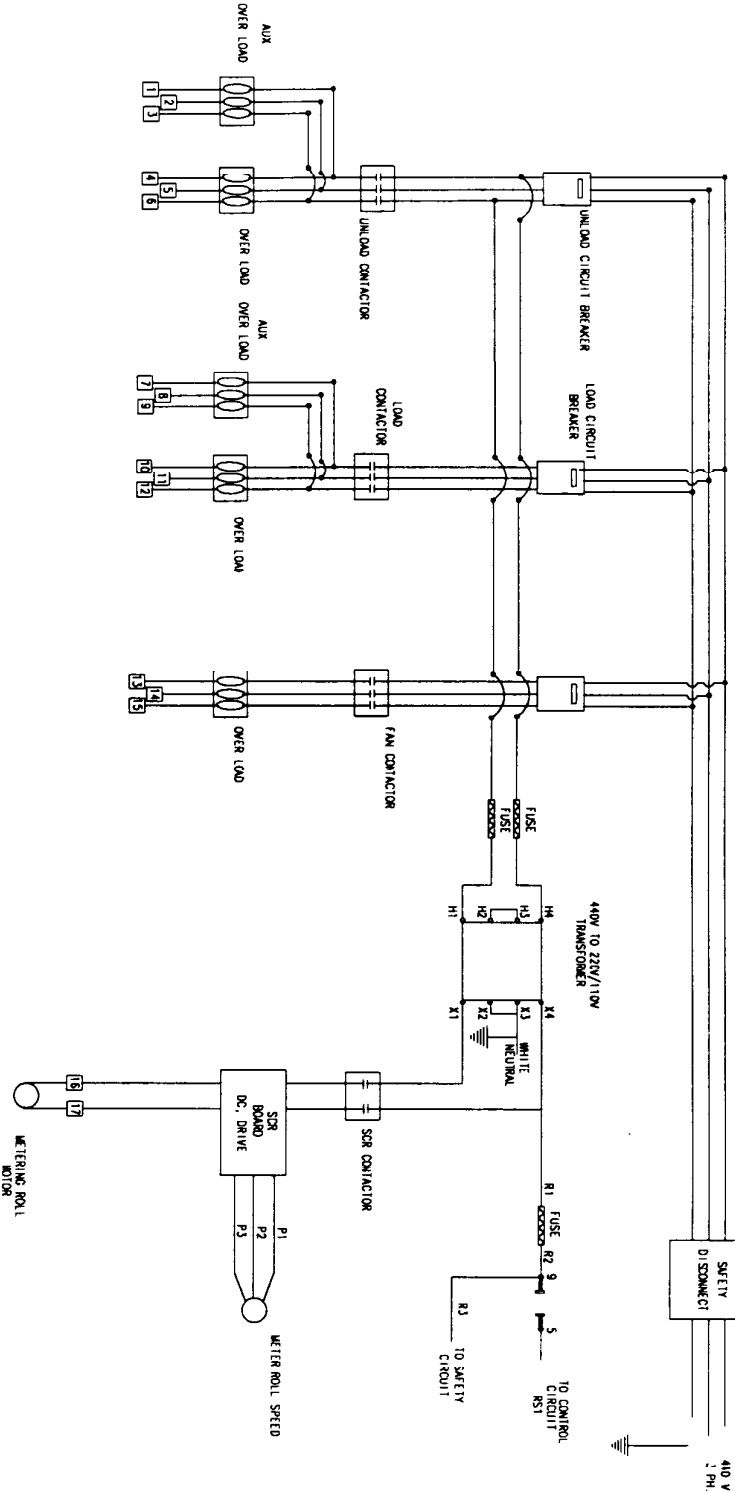 AUX
OVER LOAD
1
2
3
4
5
6
OVER LOAD
UNLOAD CONTACTOR
UNLOAD CIRCUIT BREAKER
AUX
OVER LOAD
7
8
9
10
11
12
OVER LOAD
LOAD
CONTACTOR
LOAD CIRCUIT
BREAKER
13
14
15
OVER LOAD
FAN CONTACTOR
FUSE
FUSE
H1
H2
H3
H4
440V TO 220V/110V
TRANSFORMER
X1
X2
X3
X4
WHITE
NEUTRAL
SCR CONTACTOR
SCR
BOARD
DC, DRIVE
16
17
METERING ROLL
MOTOR
P3
P2
P1
METER ROLL SPEED
R1
FUSE
R2
9
5
R3
TO SAFETY
CIRCUIT
TO CONTROL
CIRCUIT
RS1
SAFETY
DISCONNECT
V
PH.